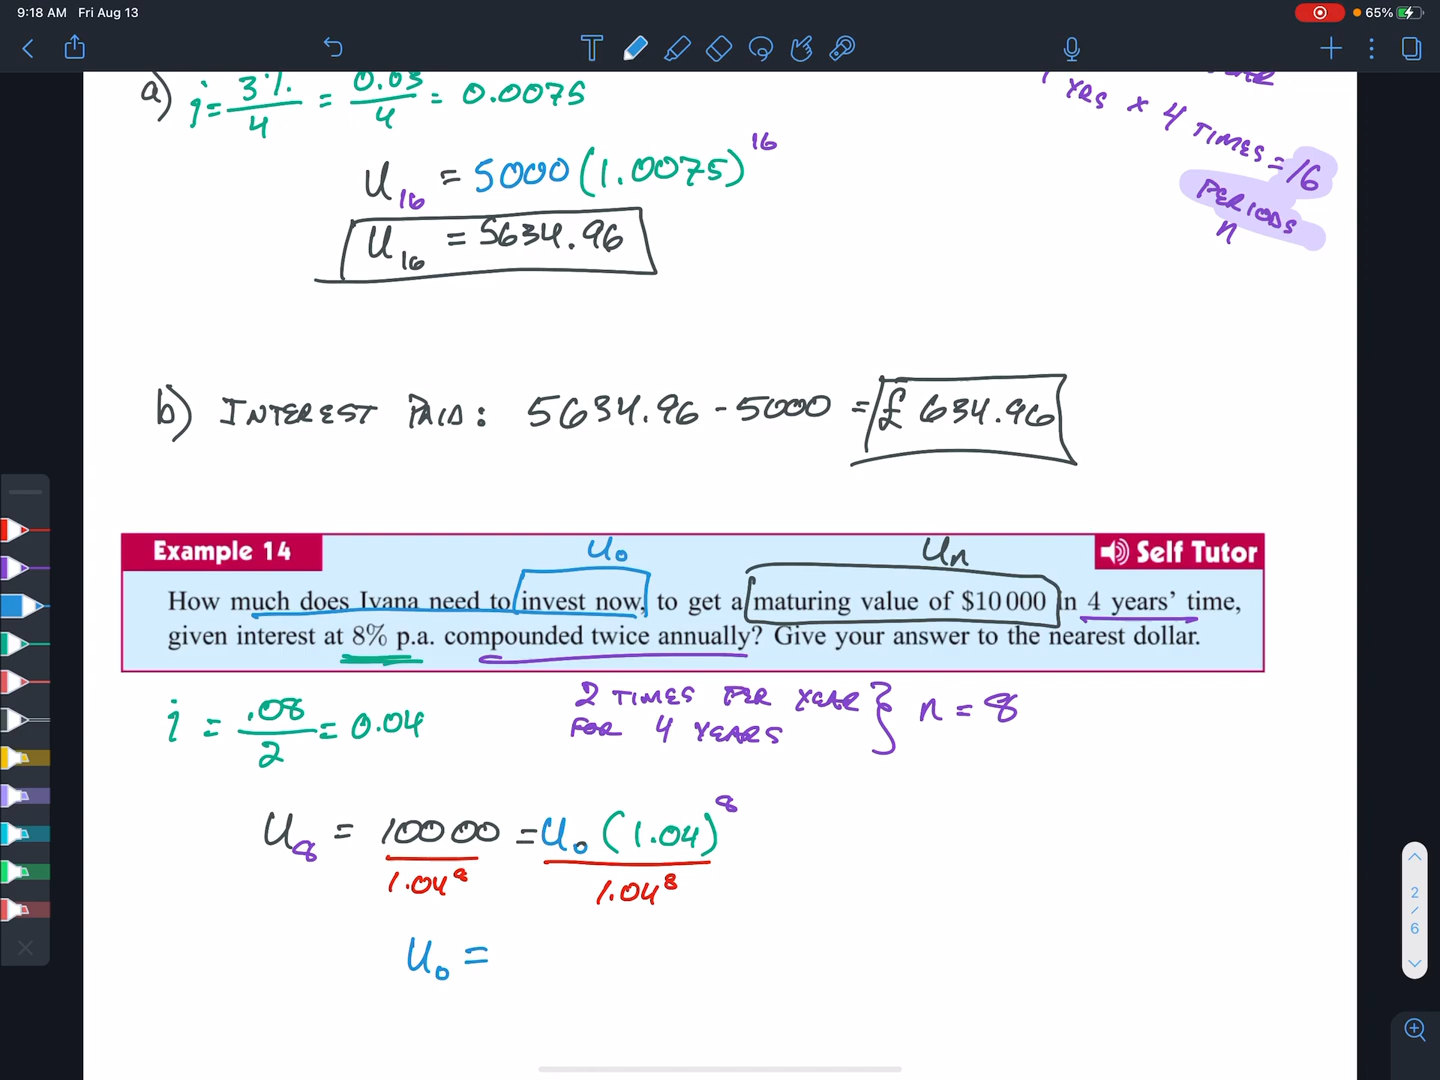 9:18 AM Fri Aug 13
65%
a) i = 3% / 4 = 0.03 / 4 = 0.0075
YRS × 4 TIMES = 16
PERIODS
n
U₁₆ = 5000 (1.0075)¹⁶
U₁₆ = 5634.96
b) INTEREST PAID: 5634.96 - 5000 = £ 634.96
Example 14
U₀
Uₙ
Self Tutor
How much does Ivana need to invest now, to get a maturing value of $10 000 in 4 years’ time,
given interest at 8% p.a. compounded twice annually? Give your answer to the nearest dollar.
i = .08 / 2 = 0.04
2 TIMES PER YEAR
FOR 4 YEARS
} n = 8
U₈ = 10000 = U₀ (1.04)⁸
1.04⁸ 1.04⁸
U₀ =
2 / 6